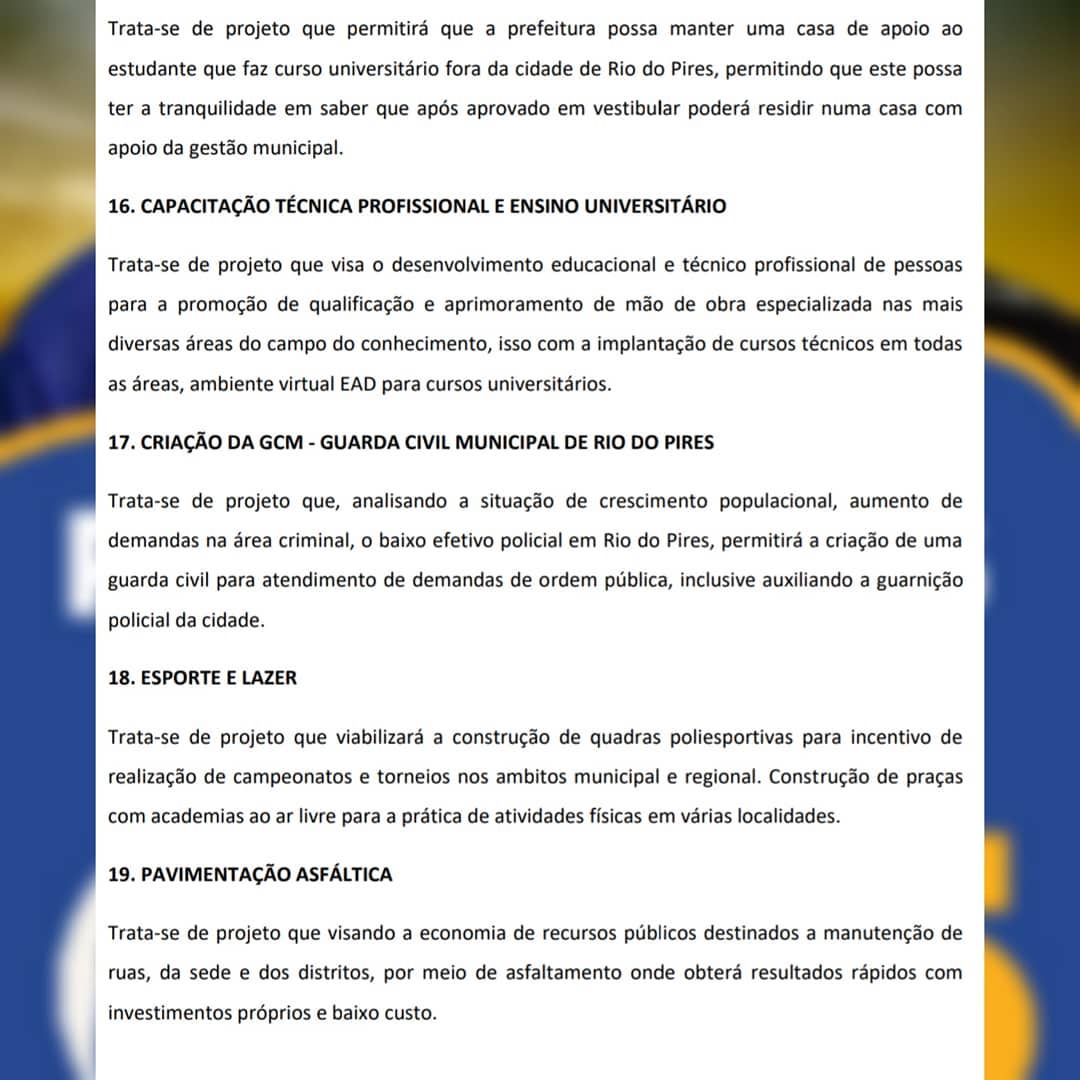 Trata-se de projeto que permitirá que a prefeitura possa manter uma casa de apoio ao
estudante que faz curso universitário fora da cidade de Rio do Pires, permitindo que este possa
ter a tranquilidade em saber que após aprovado em vestibular poderá residir numa casa com
apoio da gestão municipal.
16. CAPACITAÇÃO TÉCNICA PROFISSIONAL E ENSINO UNIVERSITÁRIO
Trata-se de projeto que visa o desenvolvimento educacional e técnico profissional de pessoas
para a promoção de qualificação e aprimoramento de mão de obra especializada nas mais
diversas áreas do campo do conhecimento, isso com a implantação de cursos técnicos em todas
as áreas, ambiente virtual EAD para cursos universitários.
17. CRIAÇÃO DA GCM - GUARDA CIVIL MUNICIPAL DE RIO DO PIRES
Trata-se de projeto que, analisando a situação de crescimento populacional, aumento de
demandas na área criminal, o baixo efetivo policial em Rio do Pires, permitirá a criação de uma
guarda civil para atendimento de demandas de ordem pública, inclusive auxiliando a guarnição
policial da cidade.
18. ESPORTE E LAZER
Trata-se de projeto que viabilizará a construção de quadras poliesportivas para incentivo de
realização de campeonatos e torneios nos ambitos municipal e regional. Construção de praças
com academias ao ar livre para a prática de atividades físicas em várias localidades.
19. PAVIMENTAÇÃO ASFÁLTICA
Trata-se de projeto que visando a economia de recursos públicos destinados a manutenção de
ruas, da sede e dos distritos, por meio de asfaltamento onde obterá resultados rápidos com
investimentos próprios e baixo custo.